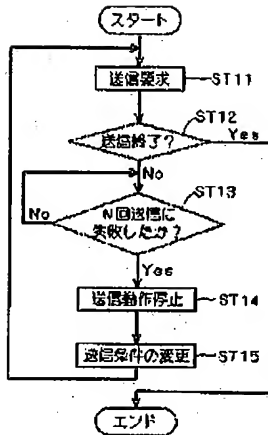 スタート
送信要求
ST11
ST12
送信終了?
Yes
No
ST13
N回送信に
失敗したか?
No
Yes
送信動作停止
ST14
送信条件の変更
ST15
エンド